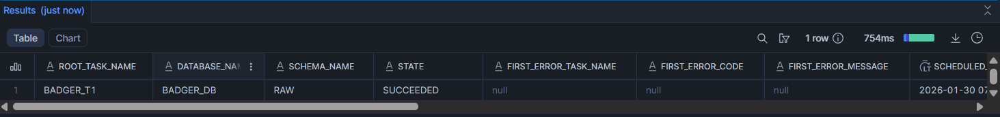 Results (just now)
Table Chart 1 row 754ms
ROOT_TASK_NAME DATABASE_NAM SCHEMA_NAME STATE FIRST_ERROR_TASK_NAME FIRST_ERROR_CODE FIRST_ERROR_MESSAGE SCHEDULED_
1 BADGER_T1 BADGER_DB RAW SUCCEEDED null null null 2026-01-30 07